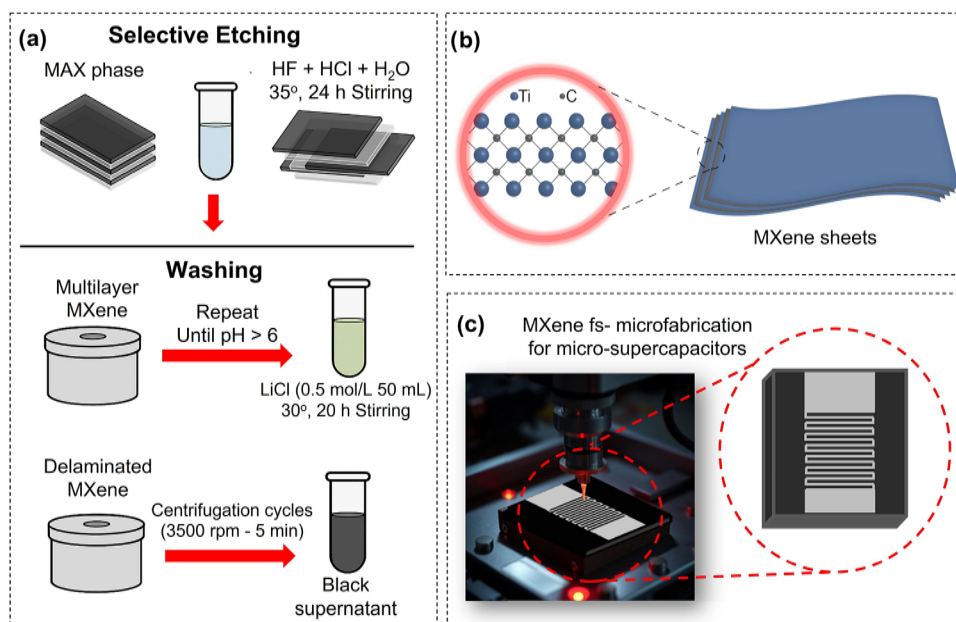 (a)
Selective Etching
MAX phase
HF + HCl + H₂O
35º, 24 h Stirring
Washing
Multilayer
MXene
Repeat
Until pH > 6
LiCl (0.5 mol/L 50 mL)
30º, 20 h Stirring
Delaminated
MXene
Centrifugation cycles
(3500 rpm - 5 min)
Black
supernatant
(b)
Ti
C
MXene sheets
(c)
MXene fs- microfabrication
for micro-supercapacitors